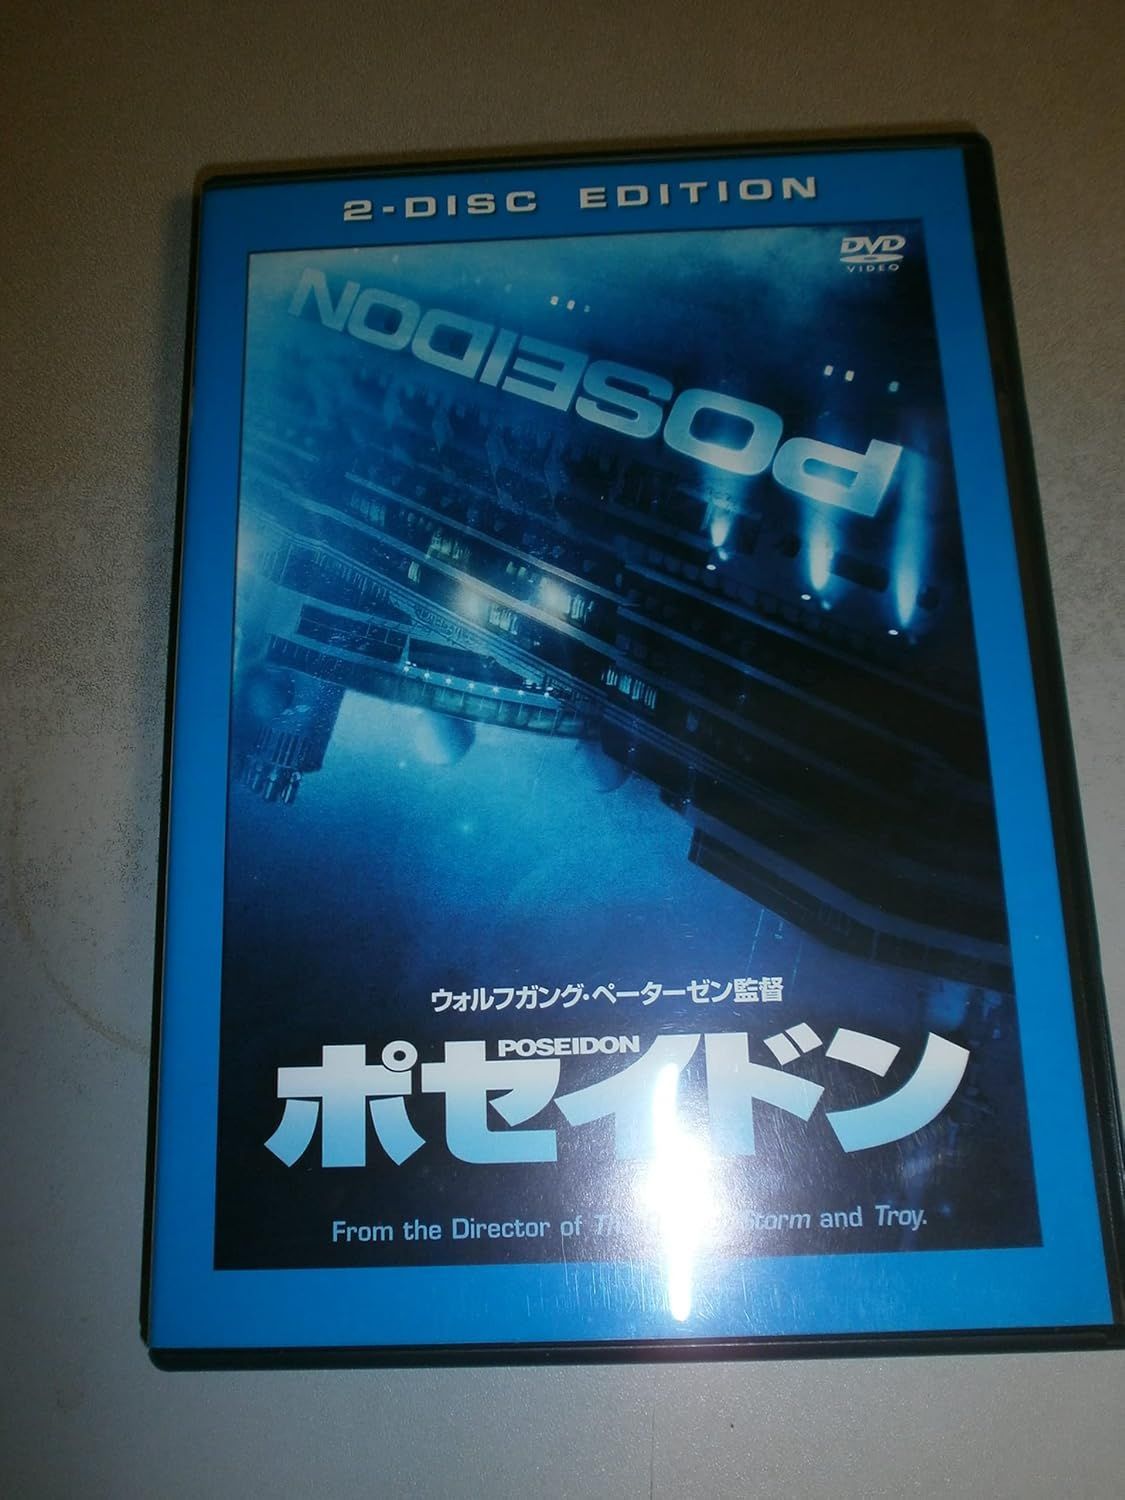 2-DISC EDITION
DVD
VIDEO
POSEIDON
ウォルフガング・ペーターゼン監督
POSEIDON
ポセイドン
From the Director of Storm and Troy.